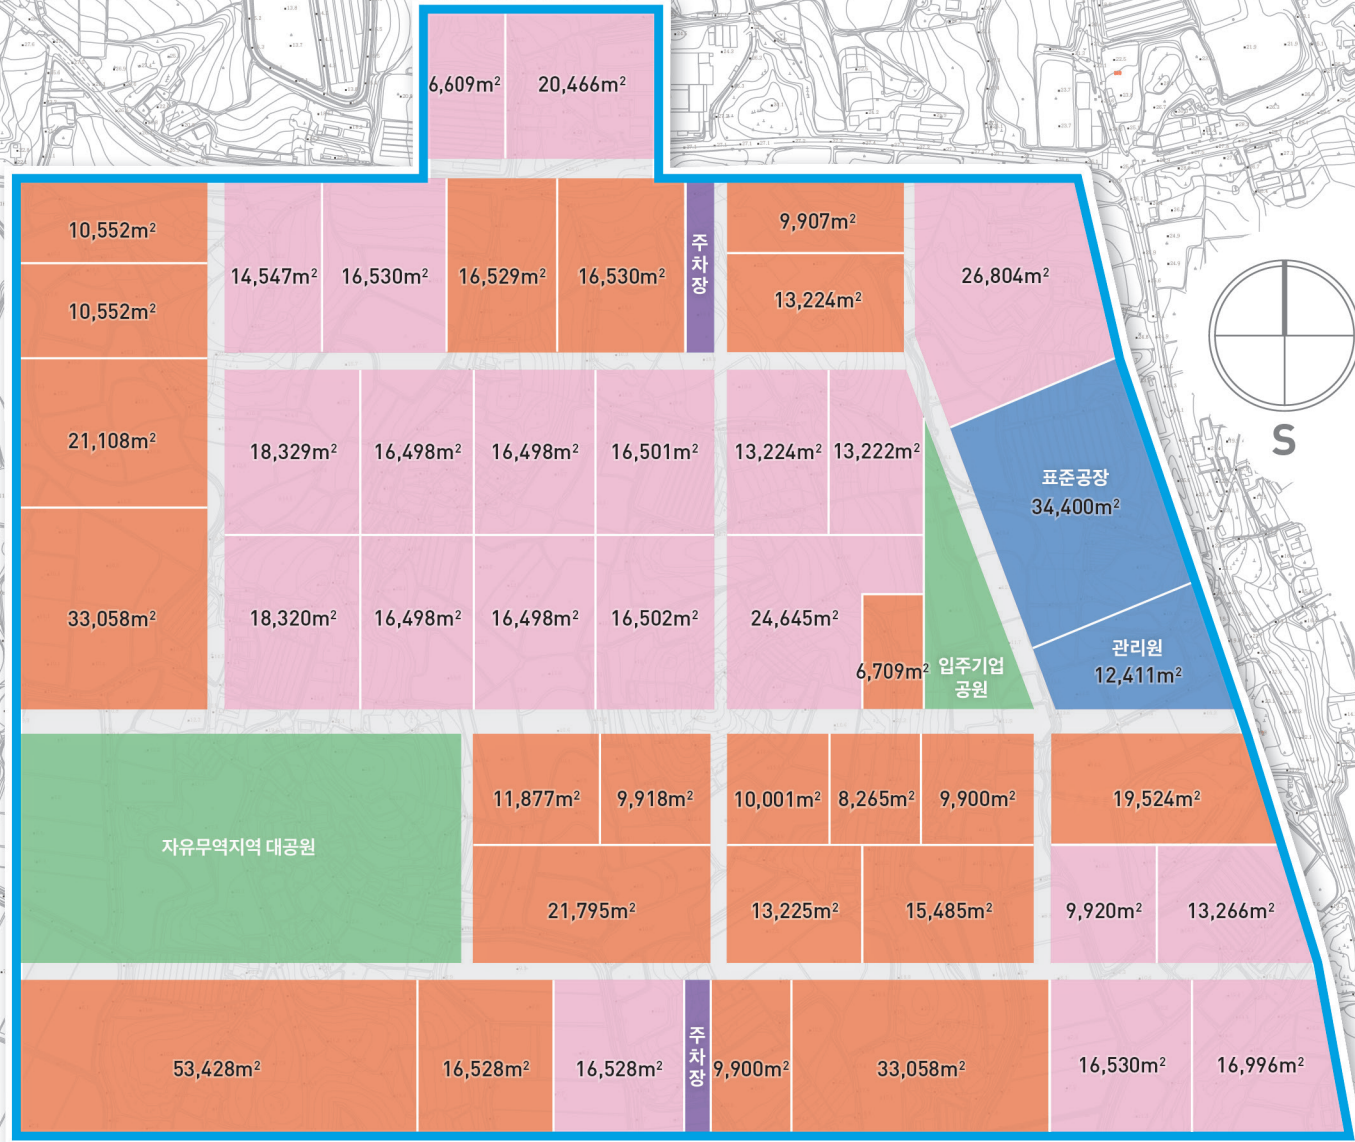 6,609m²
20,466m²
10,552m²
10,552m²
21,108m²
33,058m²
14,547m²
16,530m²
16,529m²
16,530m²
주차장
9,907m²
13,224m²
26,804m²
18,329m²
16,498m²
16,498m²
16,501m²
13,224m²
13,222m²
표준공장
34,400m²
18,320m²
16,498m²
16,498m²
16,502m²
24,645m²
6,709m²
입주기업
공원
관리원
12,411m²
S
자유무역지역 대공원
11,877m²
9,918m²
10,001m²
8,265m²
9,900m²
19,524m²
21,795m²
13,225m²
15,485m²
9,920m²
13,266m²
53,428m²
16,528m²
16,528m²
주차장
9,900m²
33,058m²
16,530m²
16,996m²